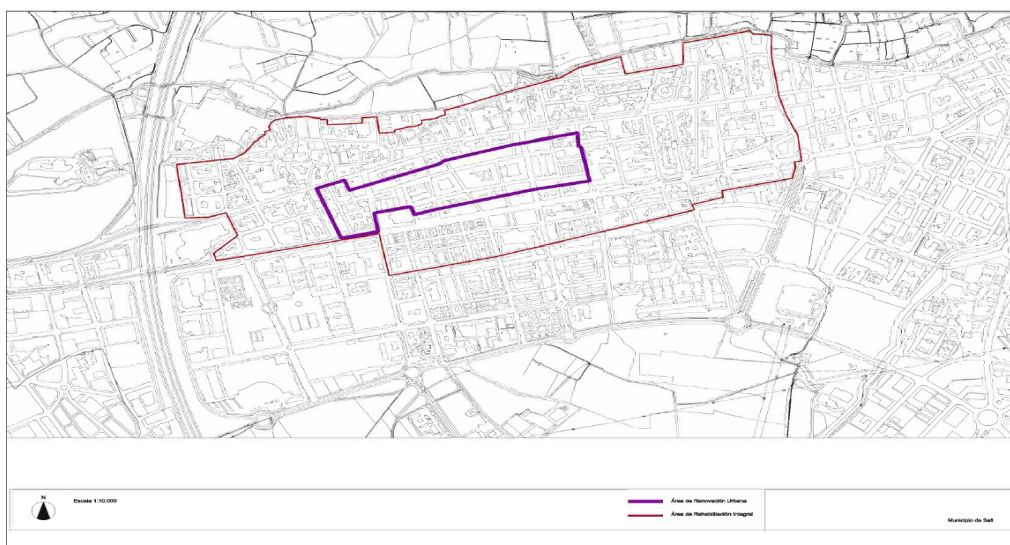 N
Escala 1:10.000
Área de Renovación Urbana
Área de Rehabilitación Integral
Municipio de Salt